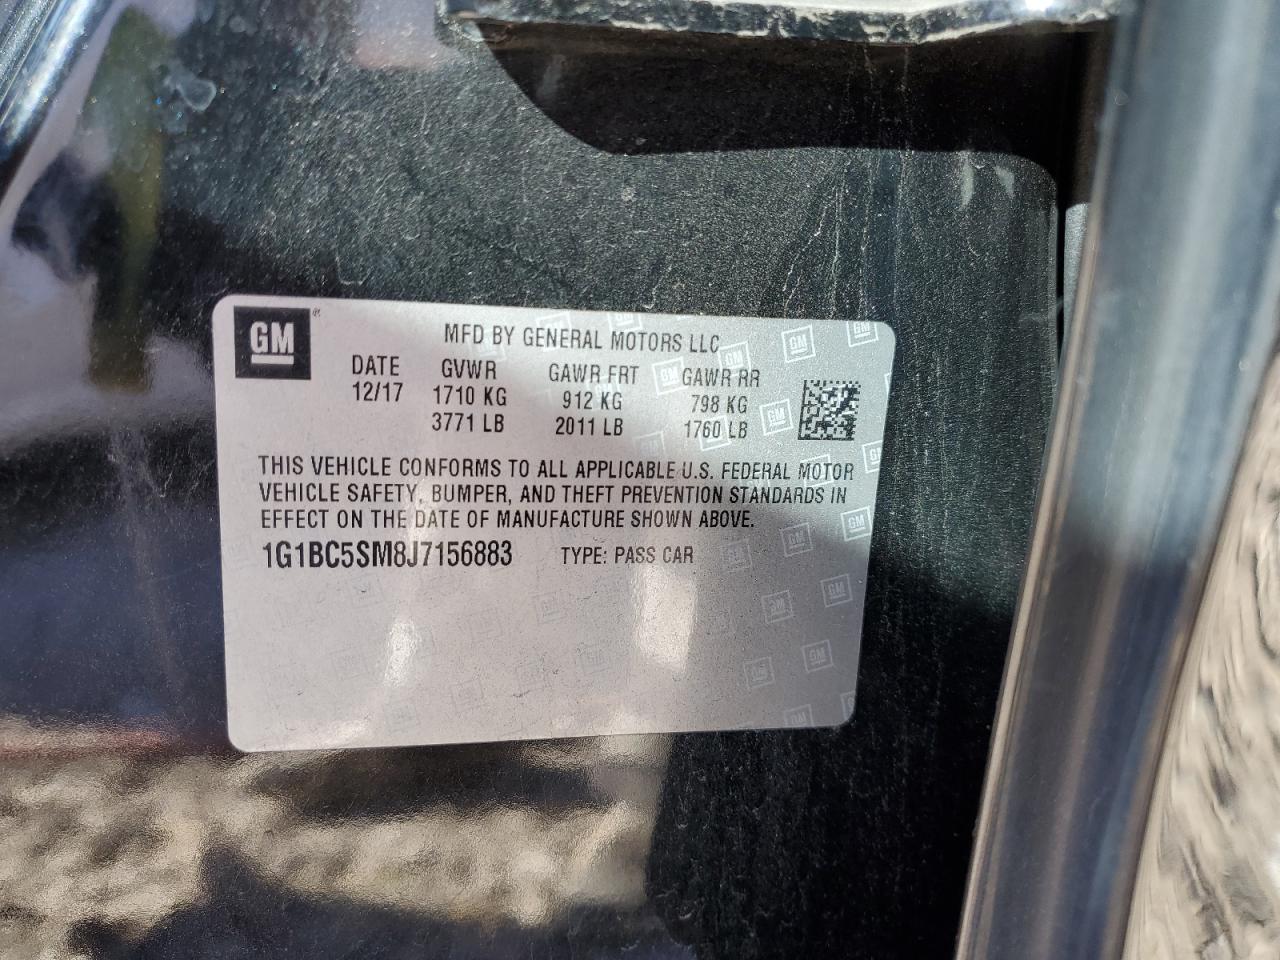 GM
MFD BY GENERAL MOTORS LLC
DATE GVWR GAWR FRT GAWR RR
12/17 1710 KG 912 KG 798 KG
3771 LB 2011 LB 1760 LB
THIS VEHICLE CONFORMS TO ALL APPLICABLE U.S. FEDERAL MOTOR
VEHICLE SAFETY, BUMPER, AND THEFT PREVENTION STANDARDS IN
EFFECT ON THE DATE OF MANUFACTURE SHOWN ABOVE.
1G1BC5SM8J7156883 TYPE: PASS CAR